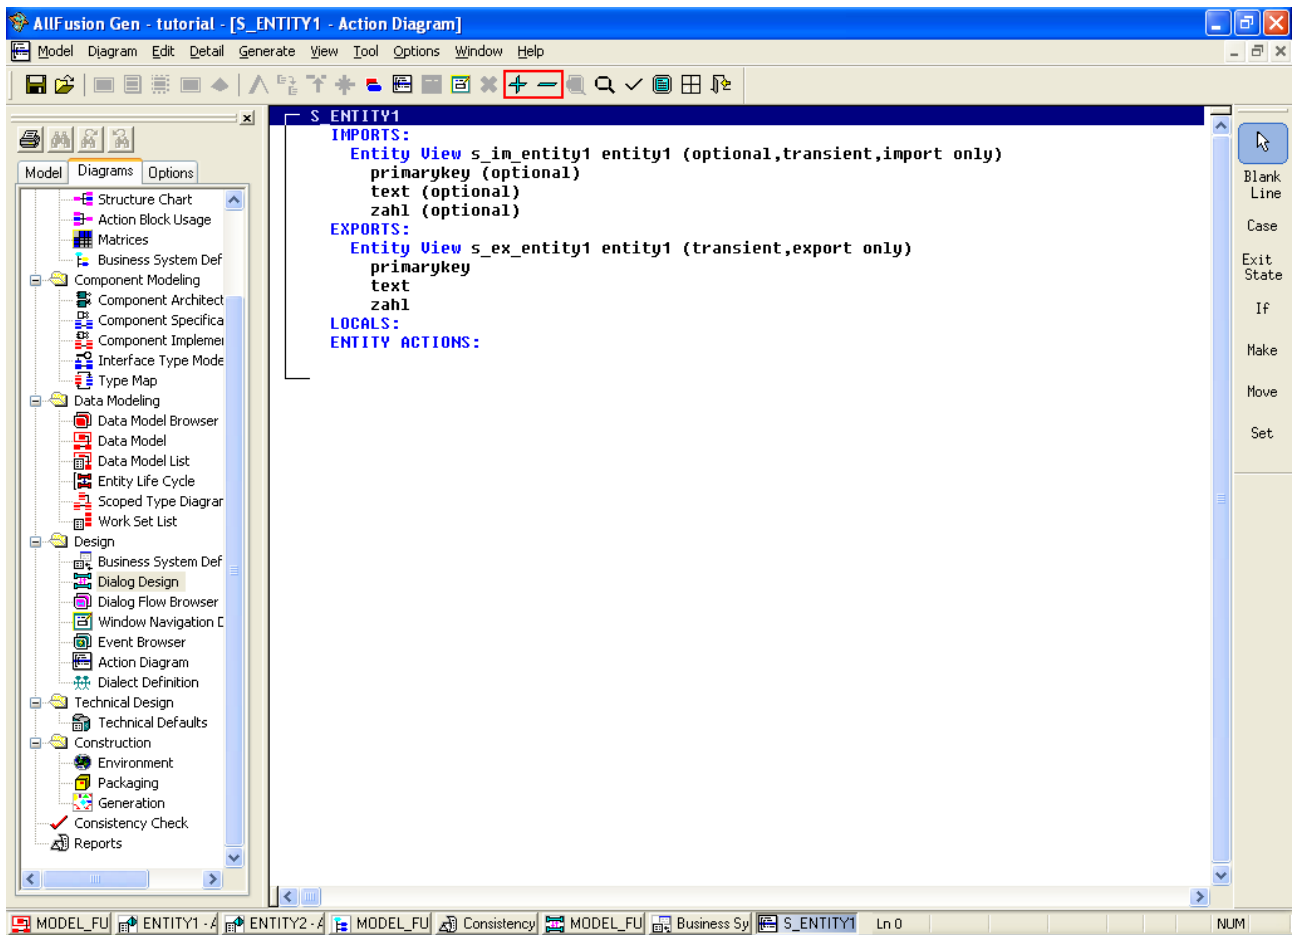 AllFusion Gen - tutorial - [S_ENTITY1 - Action Diagram]
Model Diagram Edit Detail Generate View Tool Options Window Help
Model Diagrams Options
Structure Chart
Action Block Usage
Matrices
Business System Def
Component Modeling
Component Architect
Component Specifica
Component Implemen
Interface Type Mode
Type Map
Data Modeling
Data Model Browser
Data Model
Data Model List
Entity Life Cycle
Scoped Type Diagrar
Work Set List
Design
Business System Def
Dialog Design
Dialog Flow Browser
Window Navigation D
Event Browser
Action Diagram
Dialect Definition
Technical Design
Technical Defaults
Construction
Environment
Packaging
Generation
Consistency Check
Reports
S_ENTITY1
IMPORTS:
Entity View s_im_entity1 entity1 (optional,transient,import only)
primarykey (optional)
text (optional)
zahl (optional)
EXPORTS:
Entity View s_ex_entity1 entity1 (transient,export only)
primarykey
text
zahl
LOCALS:
ENTITY ACTIONS:
Blank
Line
Case
Exit
State
If
Make
Move
Set
MODEL_FU ENTITY1 - A ENTITY2 - A MODEL_FU Consistency MODEL_FU Business Sy S_ENTITY1 Ln 0 NUM